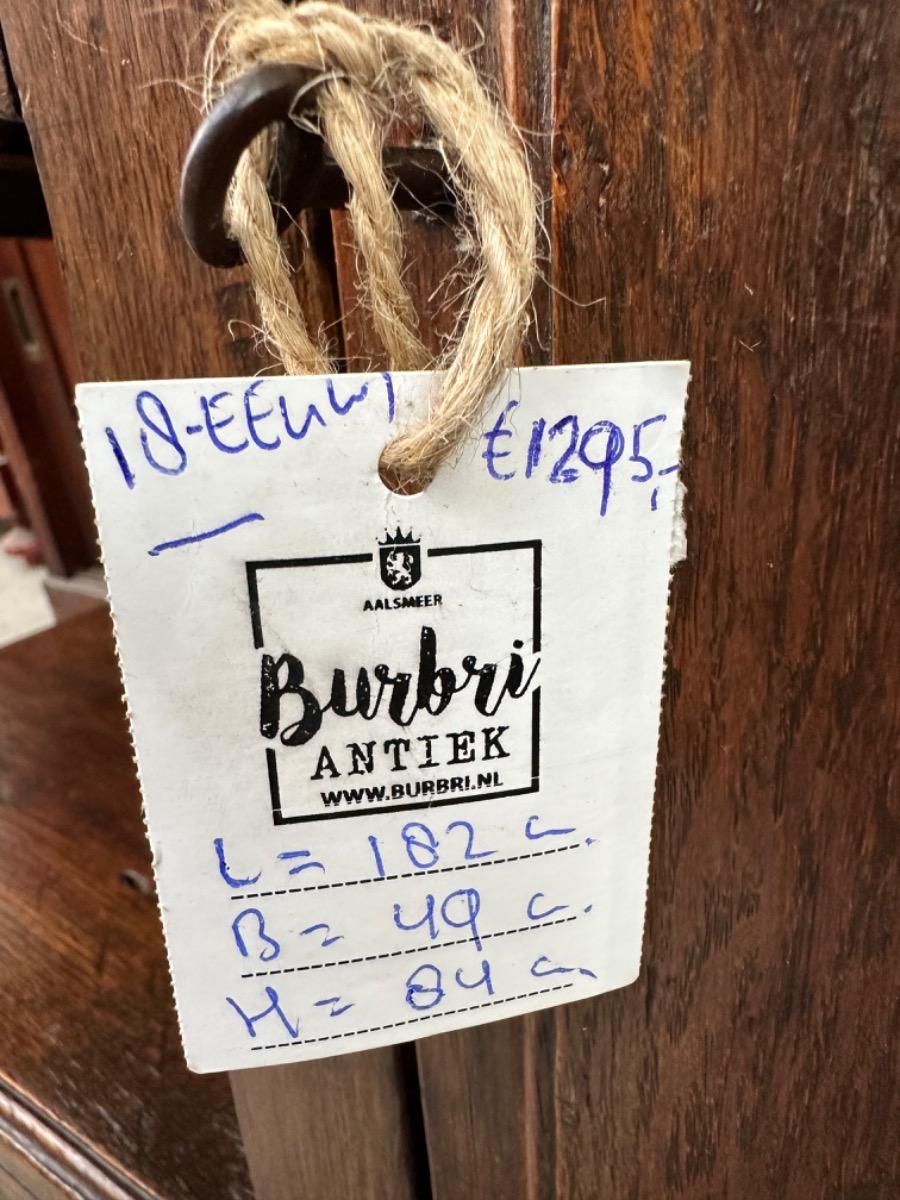 18-EEUW
€1295,-
AALSMEER
Burbri
ANTIEK
WWW.BURBRI.NL
L = 182 c.
B = 49 c.
H = 84 c.